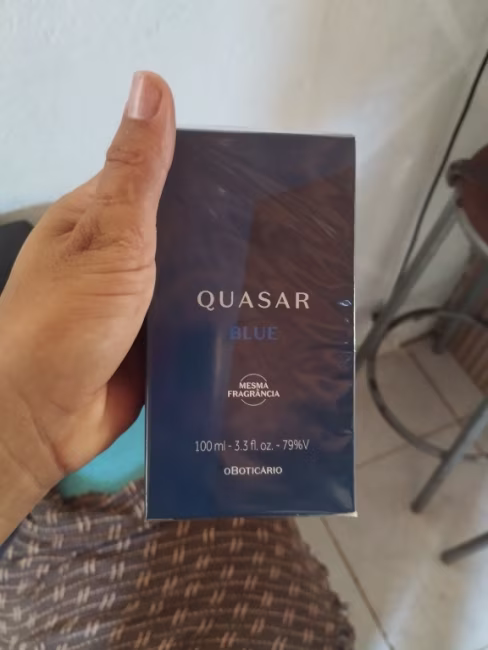 QUASAR
BLUE
MESMA
FRAGRÂNCIA
100 ml - 3.3 fl. oz. - 79%V
oBOTICÁRIO